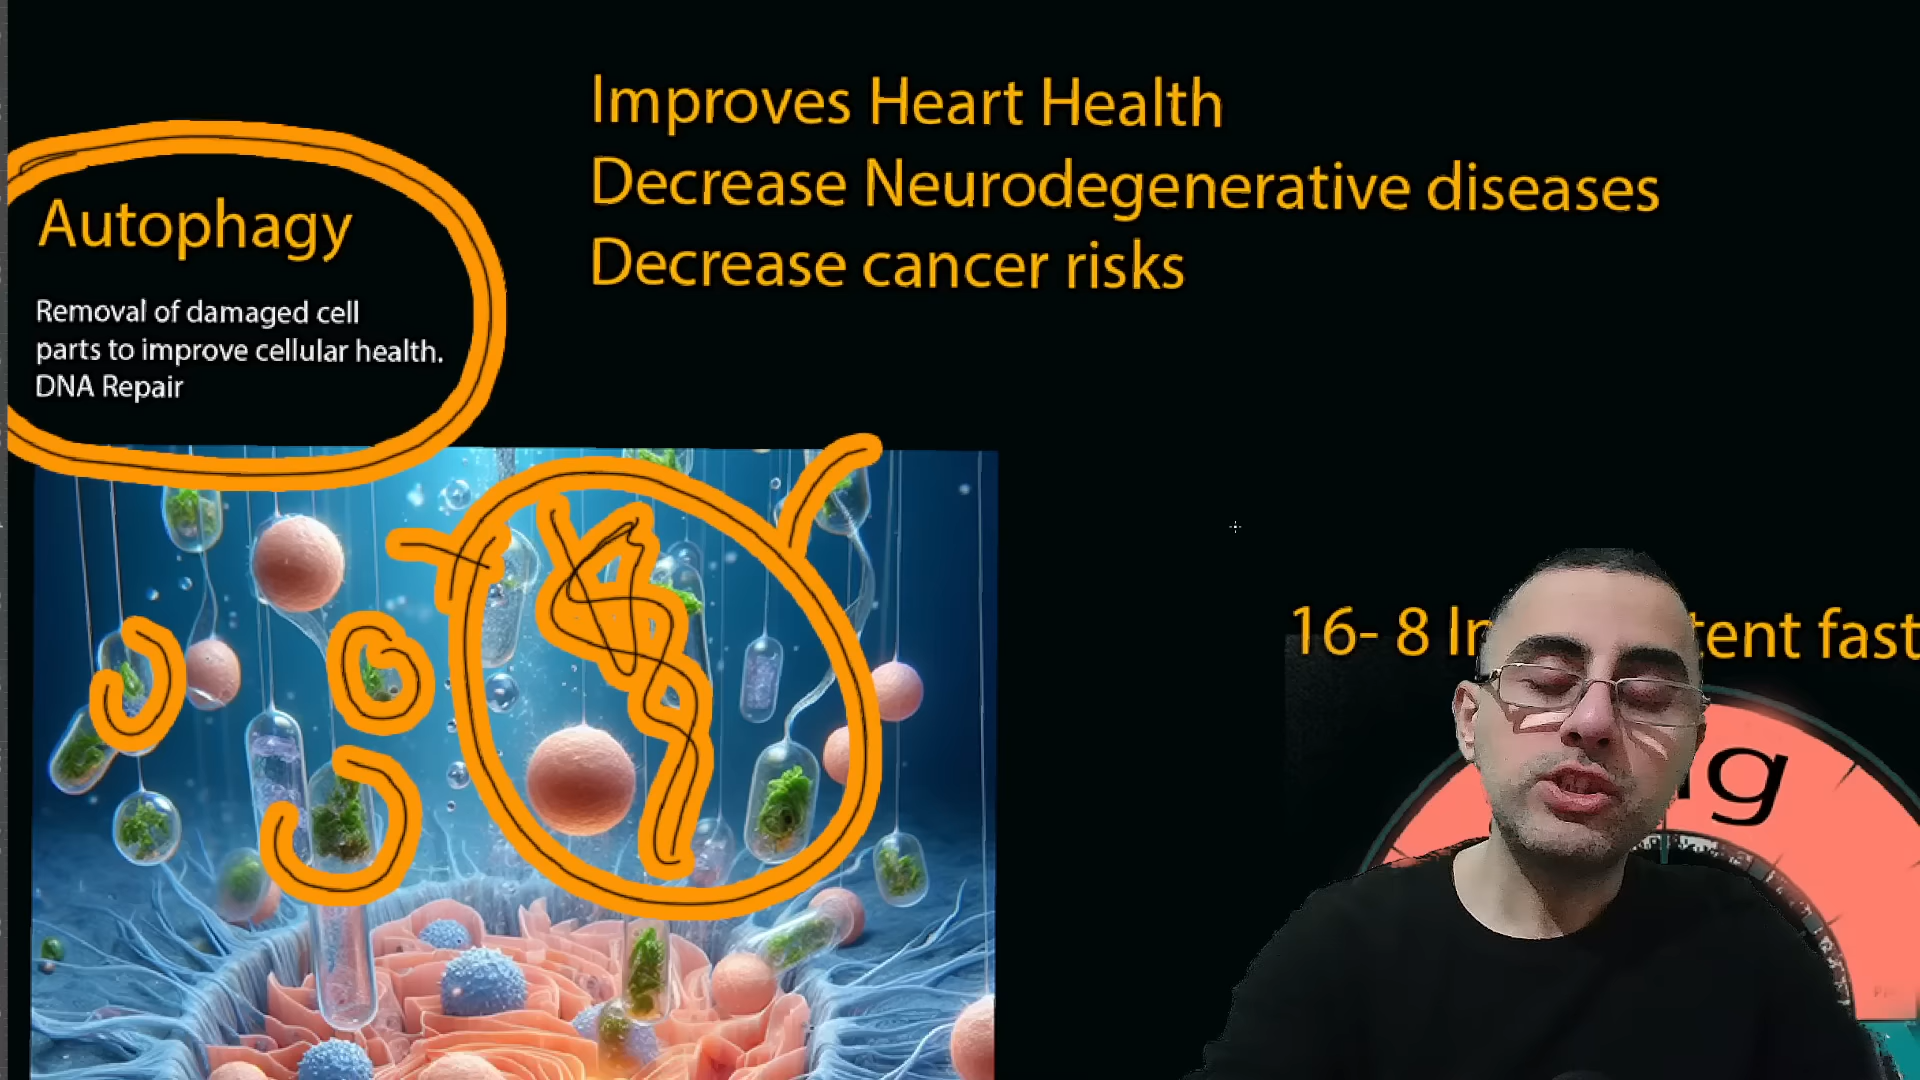 Improves Heart Health
Decrease Neurodegenerative diseases
Decrease cancer risks
Autophagy
Removal of damaged cell
parts to improve cellular health.
DNA Repair
16- 8
fast